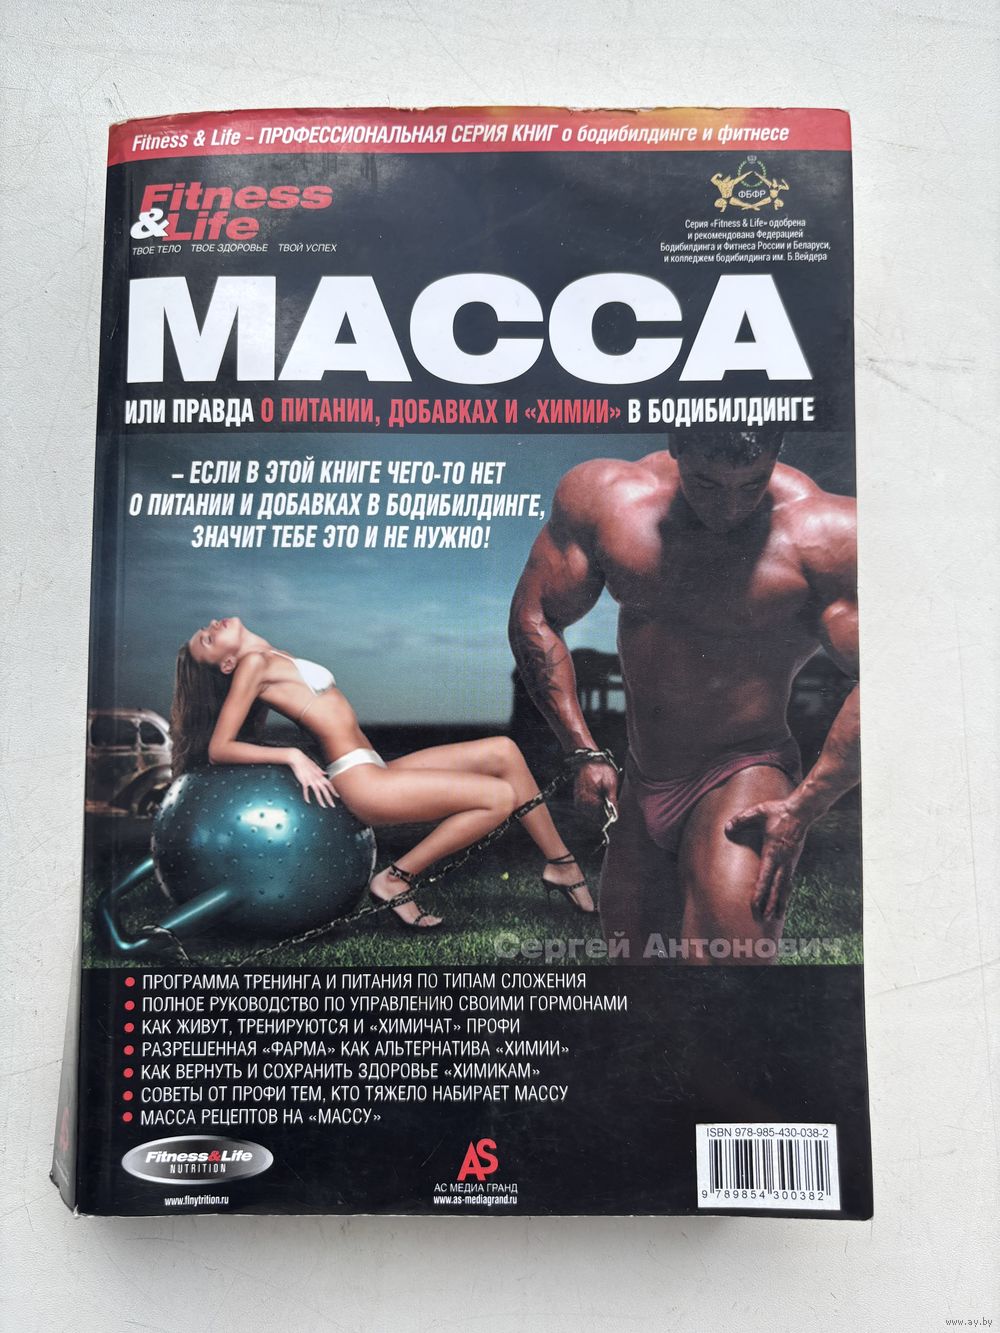 Fitness & Life – ПРОФЕССИОНАЛЬНАЯ СЕРИЯ КНИГ о бодибилдинге и фитнесе
Fitness
&Life
ТВОЕ ТЕЛО ТВОЕ ЗДОРОВЬЕ ТВОЙ УСПЕХ
ФБФР
Серия «Fitness & Life» одобрена
и рекомендована Федерацией
Бодибилдинга и Фитнеса России и Беларуси,
и колледжем бодибилдинга им. Б.Вейдера
МАССА
ИЛИ ПРАВДА О ПИТАНИИ, ДОБАВКАХ И «ХИМИИ» В БОДИБИЛДИНГЕ
– ЕСЛИ В ЭТОЙ КНИГЕ ЧЕГО-ТО НЕТ
О ПИТАНИИ И ДОБАВКАХ В БОДИБИЛДИНГЕ,
ЗНАЧИТ ТЕБЕ ЭТО И НЕ НУЖНО!
Сергей Антонович
• ПРОГРАММА ТРЕНИНГА И ПИТАНИЯ ПО ТИПАМ СЛОЖЕНИЯ
• ПОЛНОЕ РУКОВОДСТВО ПО УПРАВЛЕНИЮ СВОИМИ ГОРМОНАМИ
• КАК ЖИВУТ, ТРЕНИРУЮТСЯ И «ХИМИЧАТ» ПРОФИ
• РАЗРЕШЕННАЯ «ФАРМА» КАК АЛЬТЕРНАТИВА «ХИМИИ»
• КАК ВЕРНУТЬ И СОХРАНИТЬ ЗДОРОВЬЕ «ХИМИКАМ»
• СОВЕТЫ ОТ ПРОФИ ТЕМ, КТО ТЯЖЕЛО НАБИРАЕТ МАССУ
• МАССА РЕЦЕПТОВ НА «МАССУ»
Fitness&Life
NUTRITION
www.flnytrition.ru
AS
АС МЕДИА ГРАНД
www.as-mediagrand.ru
ISBN 978-985-430-038-2
9 789854 300382
AS
www.ay.by